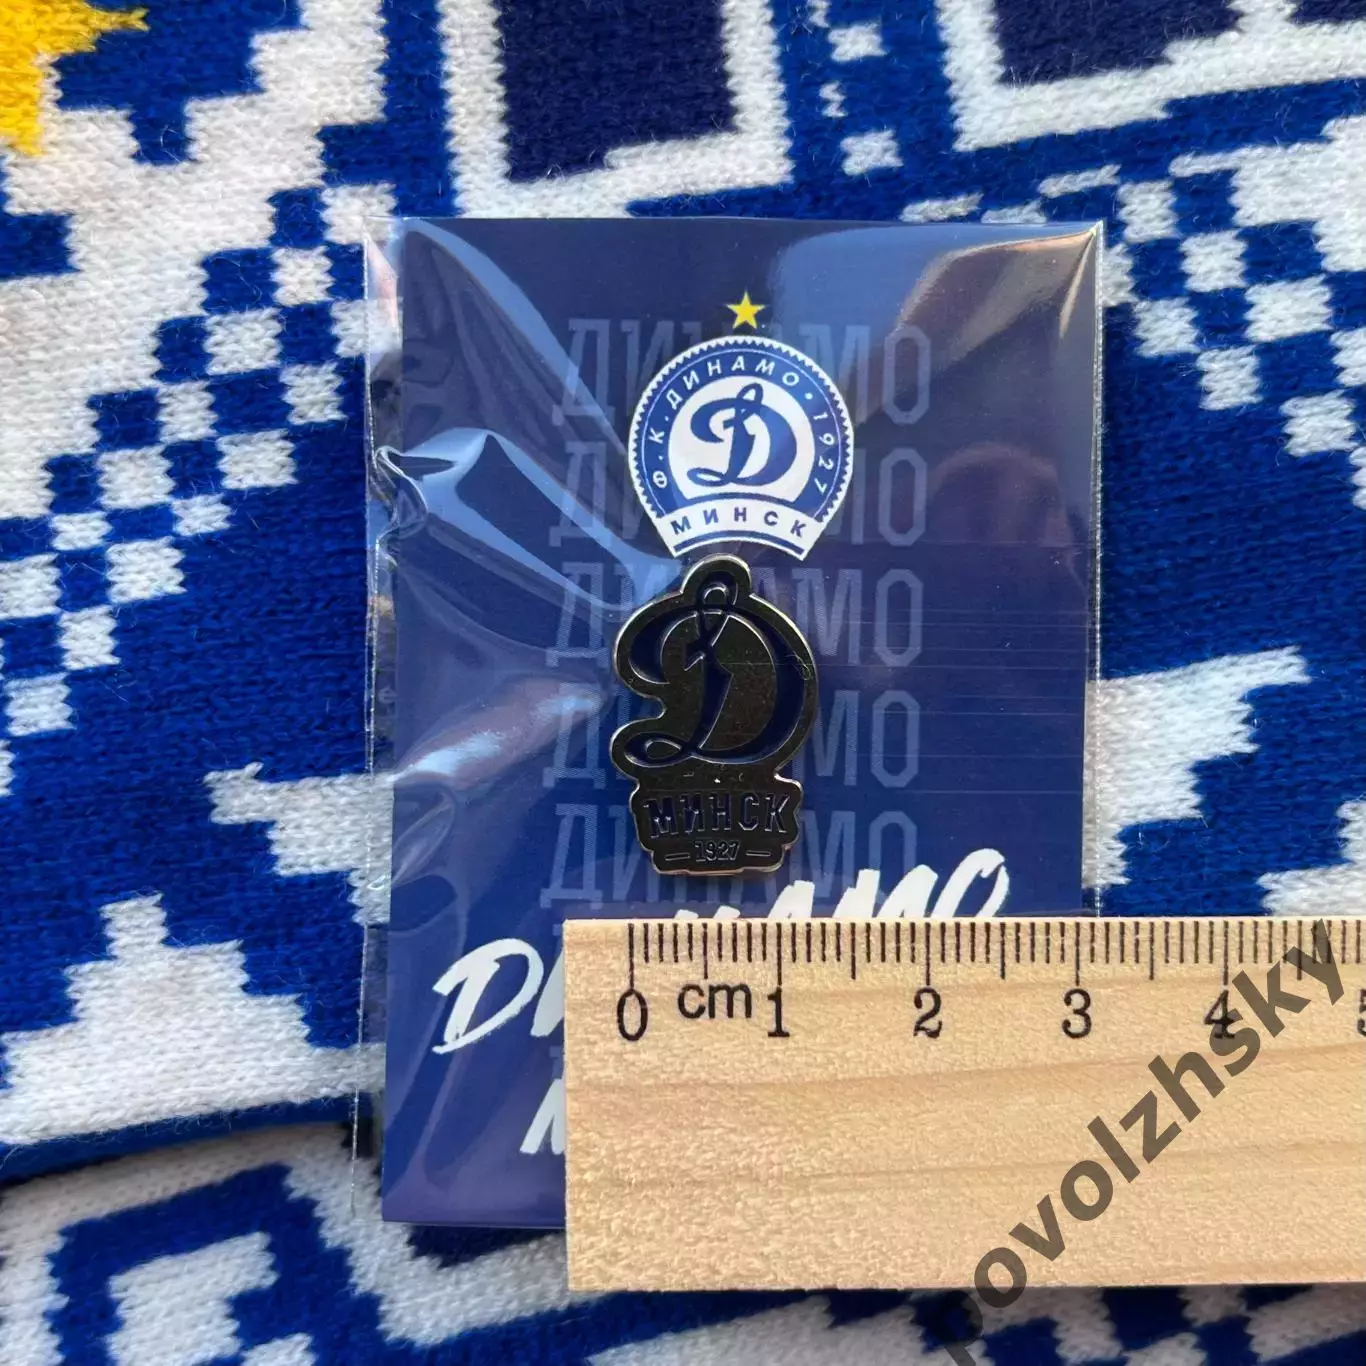 ДИНАМО
Ф.К.ДИНАМО·1927
Д
МИНСК
ДИНАМО
ДИНАМО
ДИНАМО
Д
МИНСК
—1927—
ДИНАМО
0 cm 1 2 3 4 5
povolzhsky